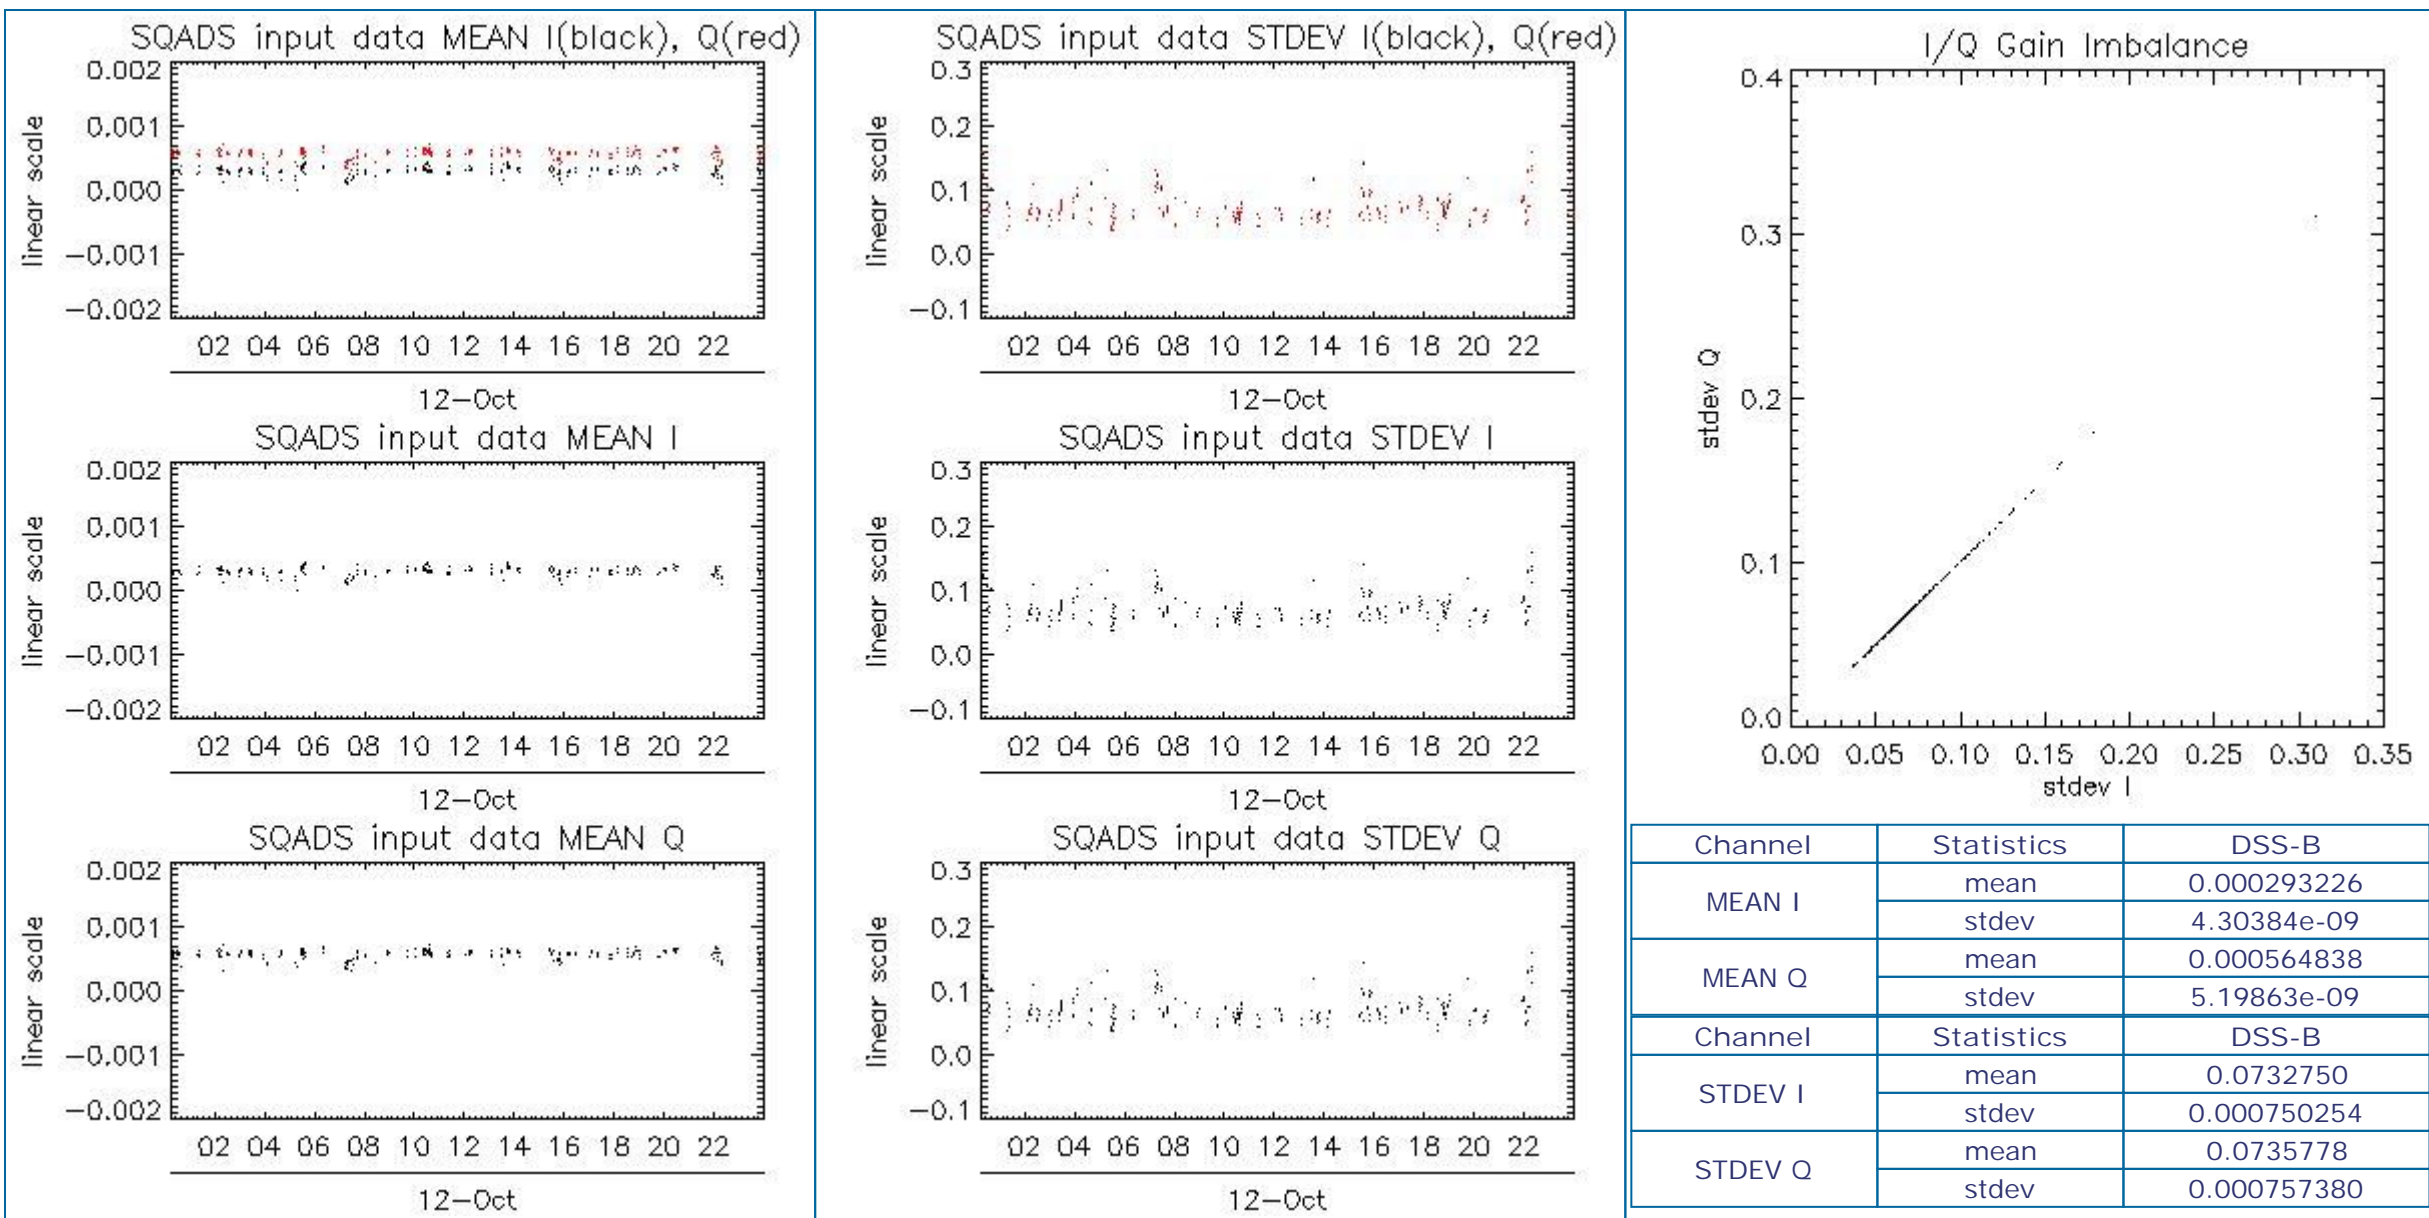 SQADS input data MEAN I(black), Q(red)
0.002
0.001
0.000
−0.001
−0.002
linear scale
02 04 06 08 10 12 14 16 18 20 22
12−Oct
SQADS input data MEAN I
0.002
0.001
0.000
−0.001
−0.002
linear scale
02 04 06 08 10 12 14 16 18 20 22
12−Oct
SQADS input data MEAN Q
0.002
0.001
0.000
−0.001
−0.002
linear scale
02 04 06 08 10 12 14 16 18 20 22
12−Oct
SQADS input data STDEV I(black), Q(red)
0.3
0.2
0.1
0.0
−0.1
linear scale
02 04 06 08 10 12 14 16 18 20 22
12−Oct
SQADS input data STDEV I
0.3
0.2
0.1
0.0
−0.1
linear scale
02 04 06 08 10 12 14 16 18 20 22
12−Oct
SQADS input data STDEV Q
0.3
0.2
0.1
0.0
−0.1
linear scale
02 04 06 08 10 12 14 16 18 20 22
12−Oct
I/Q Gain Imbalance
0.4
0.3
0.2
0.1
0.0
stdev Q
0.00 0.05 0.10 0.15 0.20 0.25 0.30 0.35
stdev I
Channel Statistics DSS-B
MEAN I mean 0.000293226
stdev 4.30384e-09
MEAN Q mean 0.000564838
stdev 5.19863e-09
Channel Statistics DSS-B
STDEV I mean 0.0732750
stdev 0.000750254
STDEV Q mean 0.0735778
stdev 0.000757380